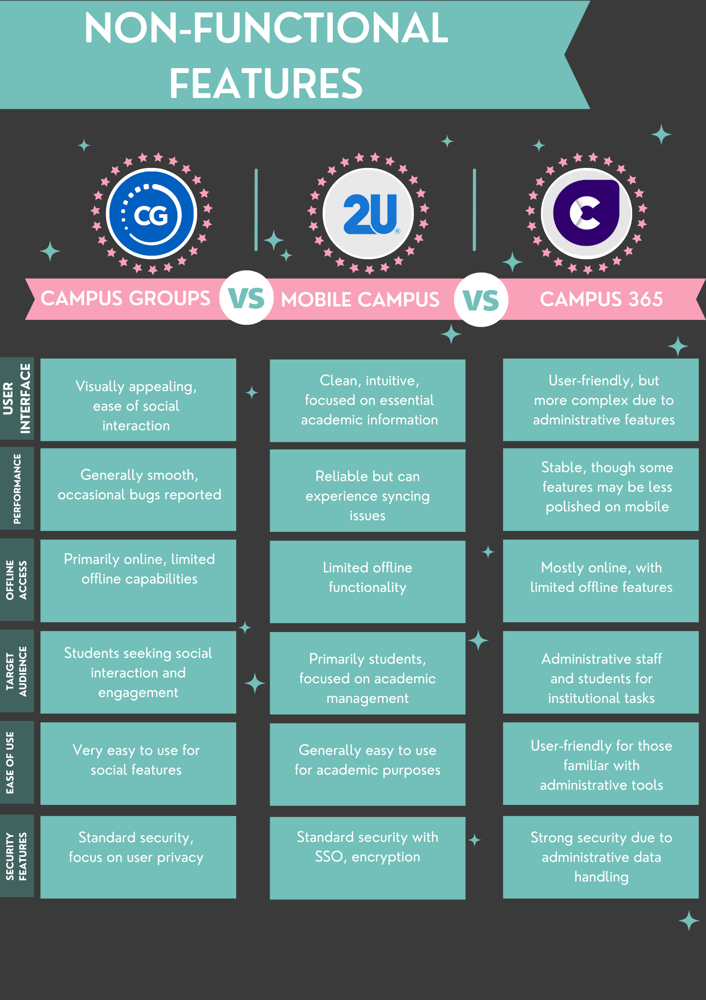 NON-FUNCTIONAL
FEATURES
CG
2U®
C
CAMPUS GROUPS
VS
MOBILE CAMPUS
VS
CAMPUS 365
USER
INTERFACE
Visually appealing,
ease of social
interaction
Clean, intuitive,
focused on essential
academic information
User-friendly, but
more complex due to
administrative features
PERFORMANCE
Generally smooth,
occasional bugs reported
Reliable but can
experience syncing
issues
Stable, though some
features may be less
polished on mobile
OFFLINE
ACCESS
Primarily online, limited
offline capabilities
Limited offline
functionality
Mostly online, with
limited offline features
TARGET
AUDIENCE
Students seeking social
interaction and
engagement
Primarily students,
focused on academic
management
Administrative staff
and students for
institutional tasks
EASE OF USE
Very easy to use for
social features
Generally easy to use
for academic purposes
User-friendly for those
familiar with
administrative tools
SECURITY
FEATURES
Standard security,
focus on user privacy
Standard security with
SSO, encryption
Strong security due to
administrative data
handling